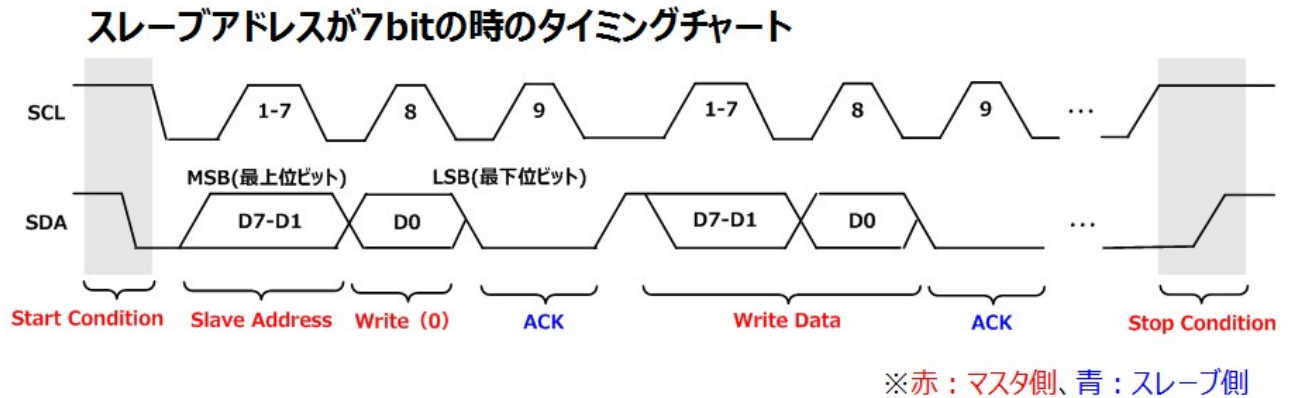 スレーブアドレスが7bitの時のタイミングチャート
SCL 1-7 8 9 1-7 8 9 ...
MSB(最上位ビット) LSB(最下位ビット)
SDA D7-D1 D0 D7-D1 D0 ...
Start Condition Slave Address Write（0） ACK Write Data ACK Stop Condition
※赤：マスタ側、青：スレーブ側